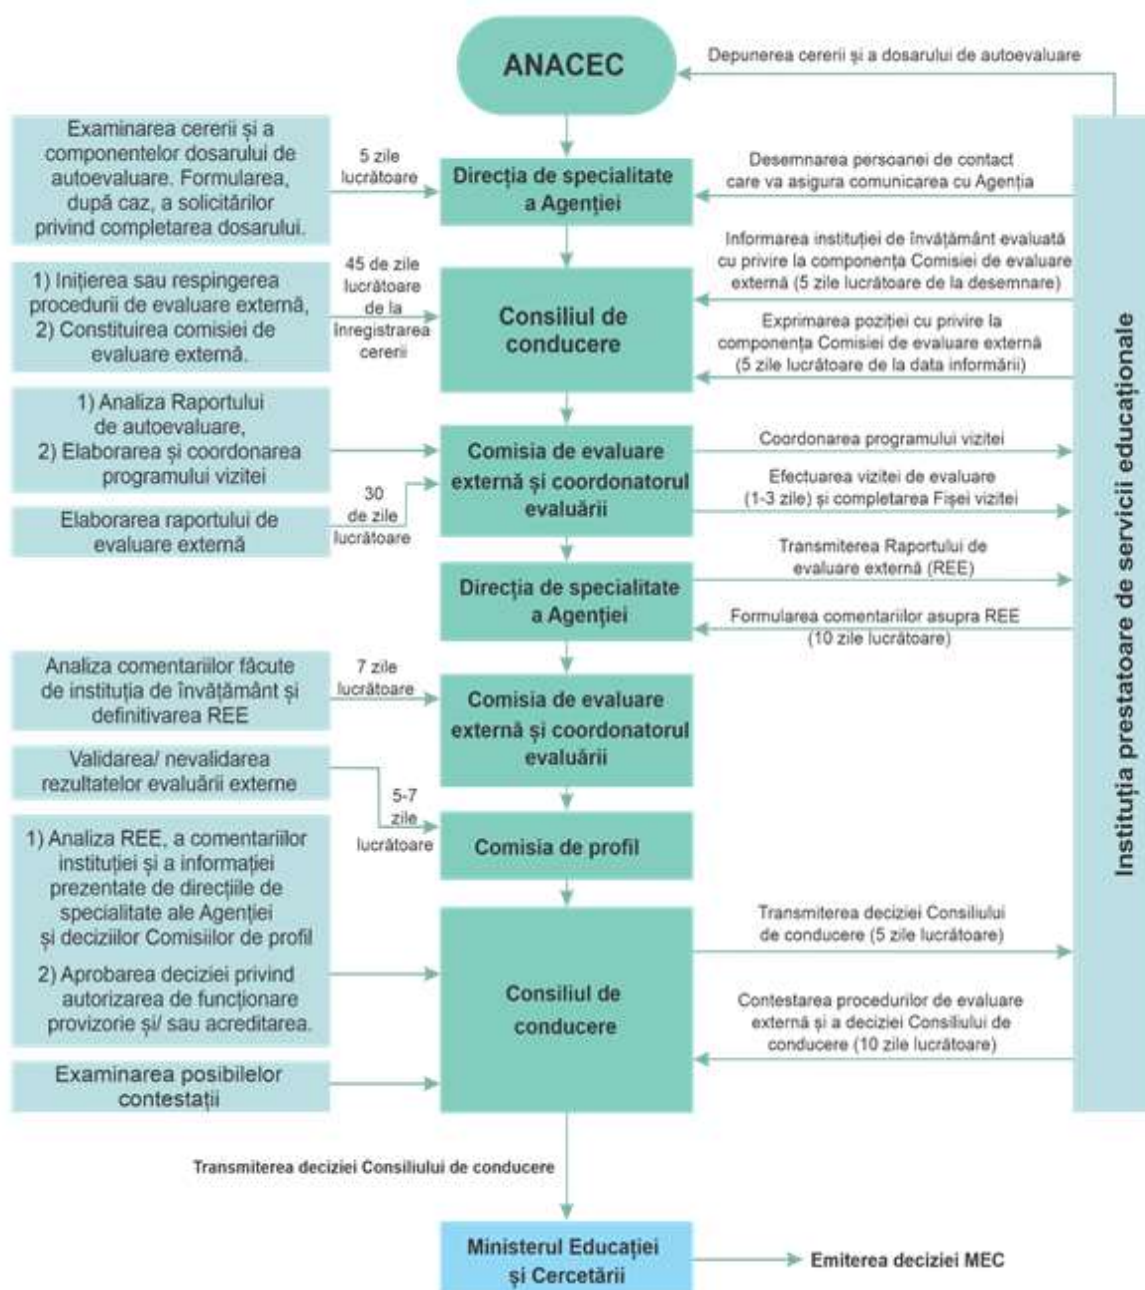 ANACEC
Depunerea cererii și a dosarului de autoevaluare
Examinarea cererii și a
componentelor dosarului de
autoevaluare. Formularea,
după caz, a solicitărilor
privind completarea dosarului.
5 zile
lucrătoare
Direcția de specialitate
a Agenției
Desemnarea persoanei de contact
care va asigura comunicarea cu Agenția
1) Inițierea sau respingerea
procedurii de evaluare externă,
2) Constituirea comisiei de
evaluare externă.
45 de zile
lucrătoare
de la
înregistrarea
cererii
Consiliul de
conducere
Informarea instituției de învățământ evaluată
cu privire la componența Comisiei de evaluare
externă (5 zile lucrătoare de la desemnare)
Exprimarea poziției cu privire la
componența Comisiei de evaluare externă
(5 zile lucrătoare de la data informării)
1) Analiza Raportului
de autoevaluare,
2) Elaborarea și coordonarea
programului vizitei
Elaborarea raportului de
evaluare externă
30
de zile
lucrătoare
Comisia de evaluare
externă și coordonatorul
evaluării
Coordonarea programului vizitei
Efectuarea vizitei de evaluare
(1-3 zile) și completarea Fișei vizitei
Direcția de specialitate
a Agenției
Transmiterea Raportului de
evaluare externă (REE)
Formularea comentariilor asupra REE
(10 zile lucrătoare)
Analiza comentariilor făcute
de instituția de învățământ și
definitivarea REE
7 zile
lucrătoare
Comisia de evaluare
externă și coordonatorul
evaluării
Validarea/ nevalidarea
rezultatelor evaluării externe
5-7
zile
lucrătoare
Comisia de profil
1) Analiza REE, a comentariilor
instituției și a informației
prezentate de direcțiile de
specialitate ale Agenției
și deciziilor Comisiilor de profil
2) Aprobarea deciziei privind
autorizarea de funcționare
provizorie și/ sau acreditarea.
Examinarea posibilelor
contestații
Consiliul de
conducere
Transmiterea deciziei Consiliului
de conducere (5 zile lucrătoare)
Contestarea procedurilor de evaluare
externă și a deciziei Consiliului de
conducere (10 zile lucrătoare)
Instituția prestatoare de servicii educaționale
Transmiterea deciziei Consiliului de conducere
Ministerul Educației
și Cercetării
Emiterea deciziei MEC